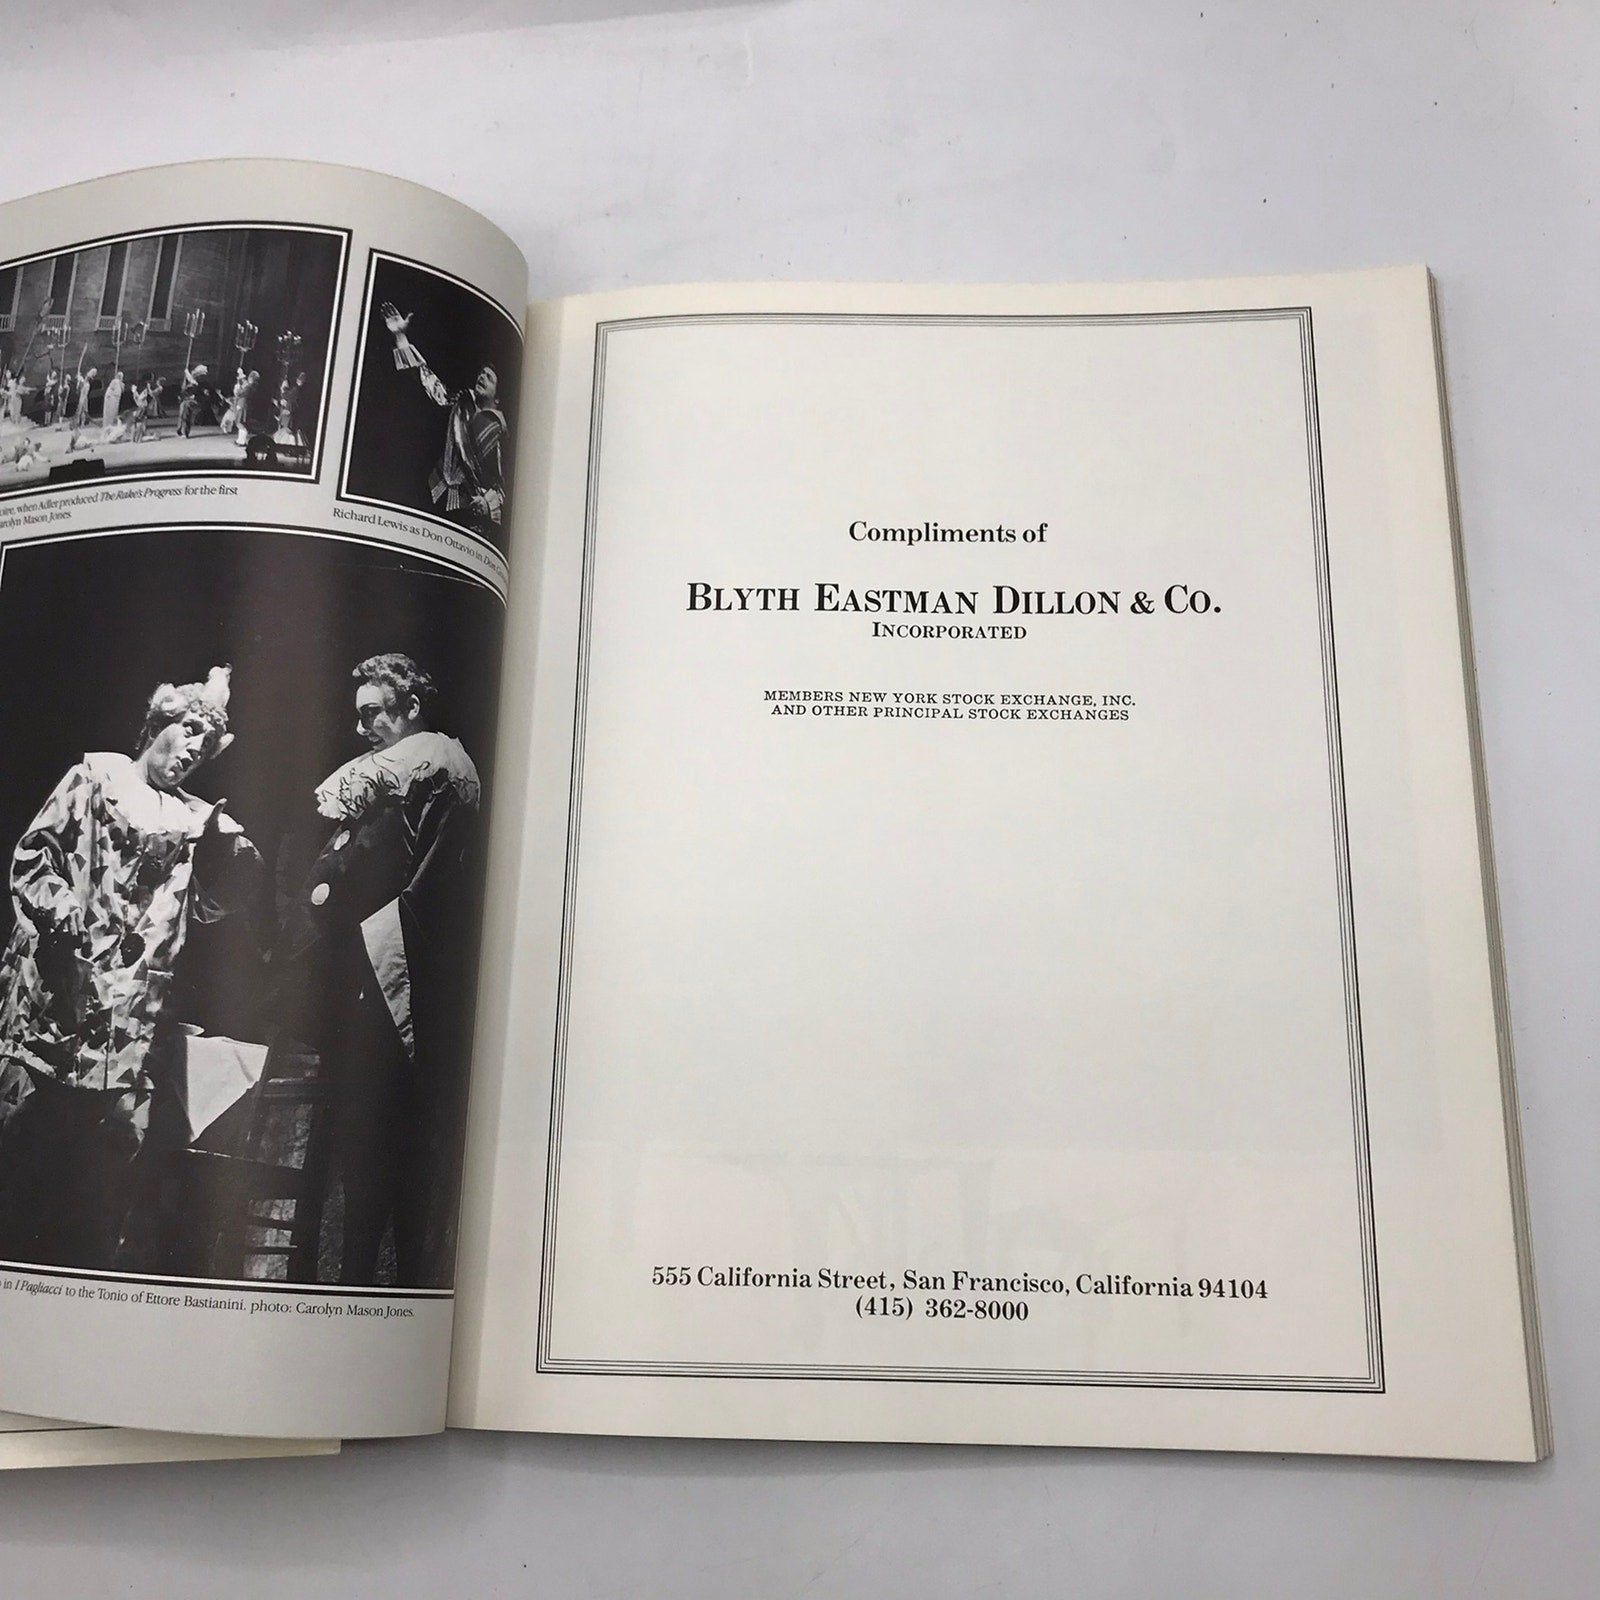 when Adler produced The Rake's Progress for the first
Mason Jones.
Richard Lewis as Don Ottavio in Don
in I Pagliacci to the Tonio of Ettore Bastianini. photo: Carolyn Mason Jones.
Compliments of
BLYTH EASTMAN DILLON & CO.
INCORPORATED
MEMBERS NEW YORK STOCK EXCHANGE, INC.
AND OTHER PRINCIPAL STOCK EXCHANGES
555 California Street, San Francisco, California 94104
(415) 362-8000